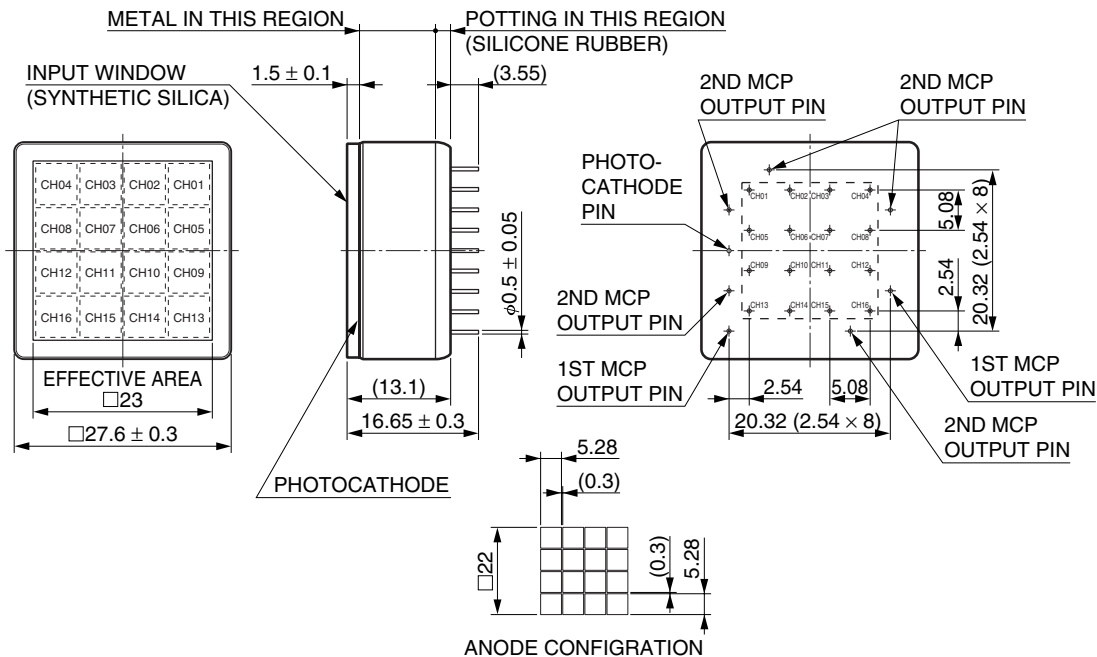 METAL IN THIS REGION
POTTING IN THIS REGION
(SILICONE RUBBER)
INPUT WINDOW
(SYNTHETIC SILICA)
1.5 ± 0.1
(3.55)
CH04 CH03 CH02 CH01
CH08 CH07 CH06 CH05
CH12 CH11 CH10 CH09
CH16 CH15 CH14 CH13
EFFECTIVE AREA
□23
□27.6 ± 0.3
ϕ0.5 ± 0.05
(13.1)
16.65 ± 0.3
PHOTOCATHODE
2ND MCP
OUTPUT PIN
2ND MCP
OUTPUT PIN
PHOTO-
CATHODE
PIN
2ND MCP
OUTPUT PIN
1ST MCP
OUTPUT PIN
CH01 CH02 CH03 CH04
CH05 CH06 CH07 CH08
CH09 CH10 CH11 CH12
CH13 CH14 CH15 CH16
5.08
2.54
20.32 (2.54 × 8)
2.54
5.08
20.32 (2.54 × 8)
1ST MCP
OUTPUT PIN
2ND MCP
OUTPUT PIN
5.28
(0.3)
□22
(0.3)
5.28
ANODE CONFIGRATION